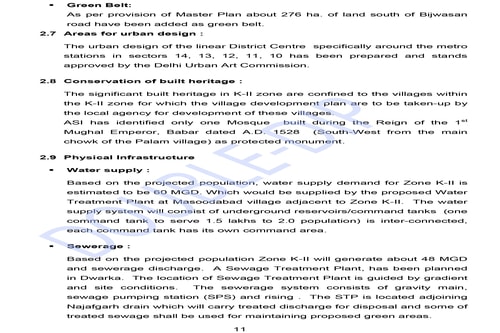 • Green Belt:
As per provision of Master Plan about 276 ha. of land south of Bijwasan
road have been added as green belt.
2.7 Areas for urban design :
The urban design of the linear District Centre specifically around the metro
stations in sectors 14, 13, 12, 11, 10 has been prepared and stands
approved by the Delhi Urban Art Commission.
2.8 Conservation of built heritage :
The significant built heritage in K-II zone are confined to the villages within
the K-II zone for which the village development plan are to be taken-up by
the local agency for development of these villages.
ASI has identified only one Mosque built during the Reign of the 1st
Mughal Emperor, Babar dated A.D. 1528 (South-West from the main
chowk of the Palam village) as protected monument.
2.9 Physical Infrastructure
• Water supply :
Based on the projected population, water supply demand for Zone K-II is
estimated to be 80 MGD. Which would be supplied by the proposed Water
Treatment Plant at Masoodabad village adjacent to Zone K-II. The water
supply system will consist of underground reservoirs/command tanks (one
command tank to serve 1.5 lakhs to 2.0 population) is inter-connected,
each command tank has its own command area.
• Sewerage :
Based on the projected population Zone K-II will generate about 48 MGD
and sewerage discharge. A Sewage Treatment Plant, has been planned
in Dwarka. The location of Sewage Treatment Plant is guided by gradient
and site conditions. The sewerage system consists of gravity main,
sewage pumping station (SPS) and rising . The STP is located adjoining
Najafgarh drain which will carry treated discharge for disposal and some of
treated sewage shall be used for maintaining proposed green areas.
11